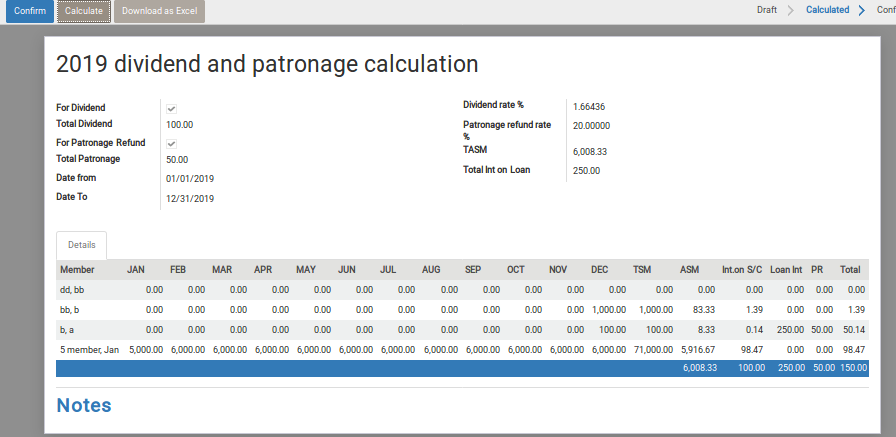 Confirm Calculate Download as Excel Draft Calculated Conf
2019 dividend and patronage calculation
For Dividend
Total Dividend 100.00
For Patronage Refund
Total Patronage 50.00
Date from 01/01/2019
Date To 12/31/2019
Dividend rate % 1.66436
Patronage refund rate 20.00000
%
TASM 6,008.33
Total Int on Loan 250.00
Details
Member JAN FEB MAR APR MAY JUN JUL AUG SEP OCT NOV DEC TSM ASM Int.on S/C Loan Int PR Total
dd, bb 0.00 0.00 0.00 0.00 0.00 0.00 0.00 0.00 0.00 0.00 0.00 0.00 0.00 0.00 0.00 0.00 0.00 0.00
bb, b 0.00 0.00 0.00 0.00 0.00 0.00 0.00 0.00 0.00 0.00 0.00 1,000.00 1,000.00 83.33 1.39 0.00 0.00 1.39
b, a 0.00 0.00 0.00 0.00 0.00 0.00 0.00 0.00 0.00 0.00 0.00 100.00 100.00 8.33 0.14 250.00 50.00 50.14
5 member, Jan 5,000.00 6,000.00 6,000.00 6,000.00 6,000.00 6,000.00 6,000.00 6,000.00 6,000.00 6,000.00 6,000.00 6,000.00 71,000.00 5,916.67 98.47 0.00 0.00 98.47
6,008.33 100.00 250.00 50.00 150.00
Notes